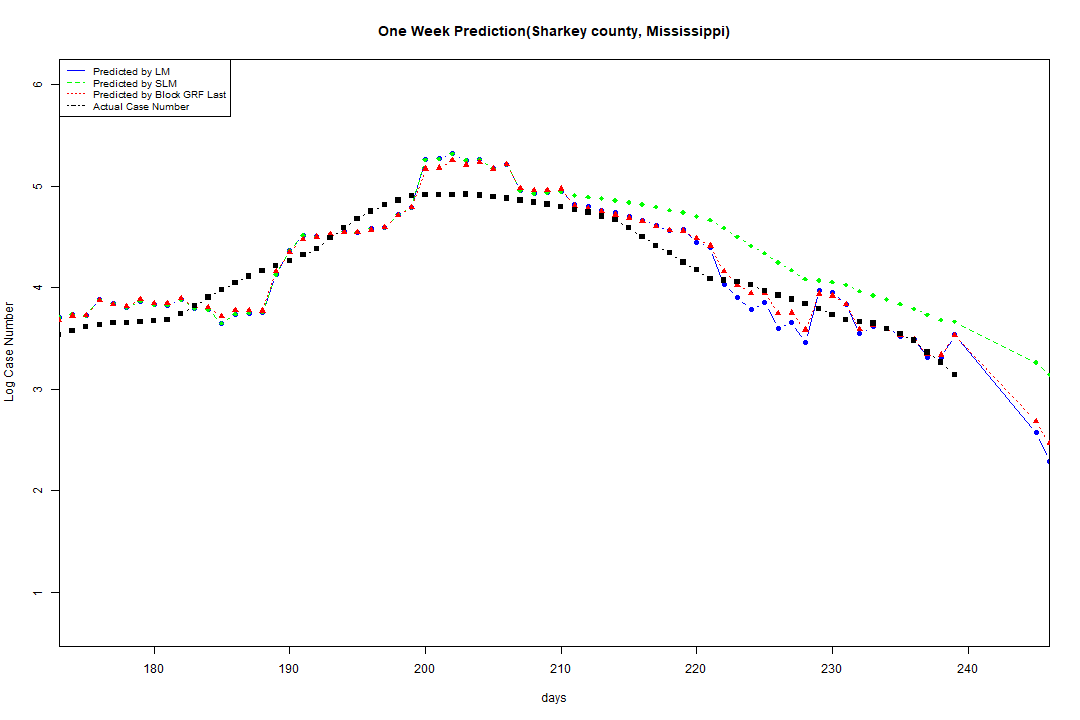 One Week Prediction(Sharkey county, Mississippi)
Predicted by LM
Predicted by SLM
Predicted by Block GRF Last
Actual Case Number
6
5
4
3
2
1
Log Case Number
180 190 200 210 220 230 240
days